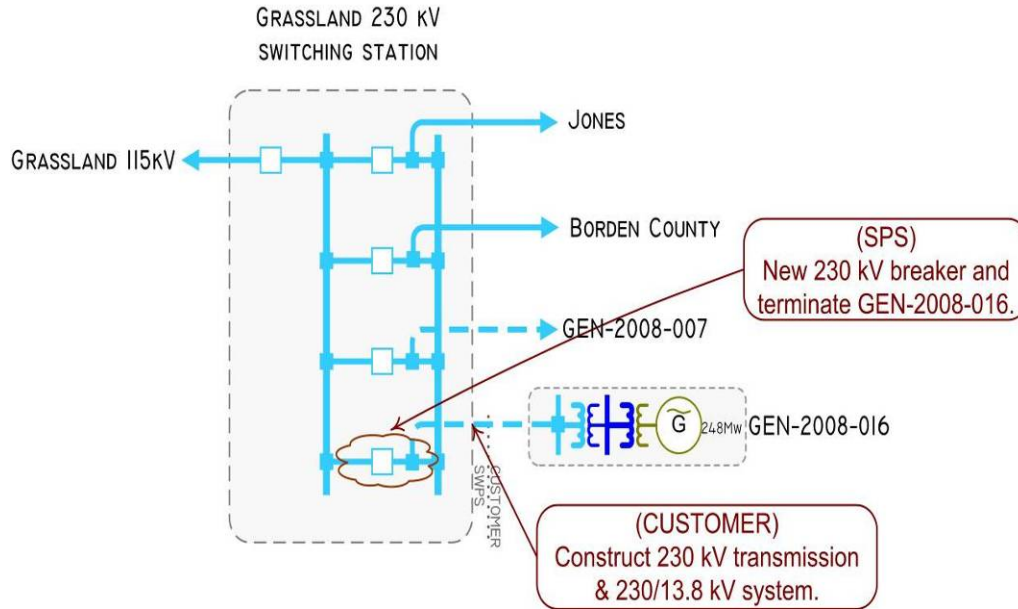 GRASSLAND 230 KV
SWITCHING STATION
JONES
GRASSLAND 115KV
BORDEN COUNTY
(SPS)
New 230 kV breaker and
terminate GEN-2008-016.
GEN-2008-007
G
248MW
GEN-2008-016
CUSTOMER
SWPS
(CUSTOMER)
Construct 230 kV transmission
& 230/13.8 kV system.